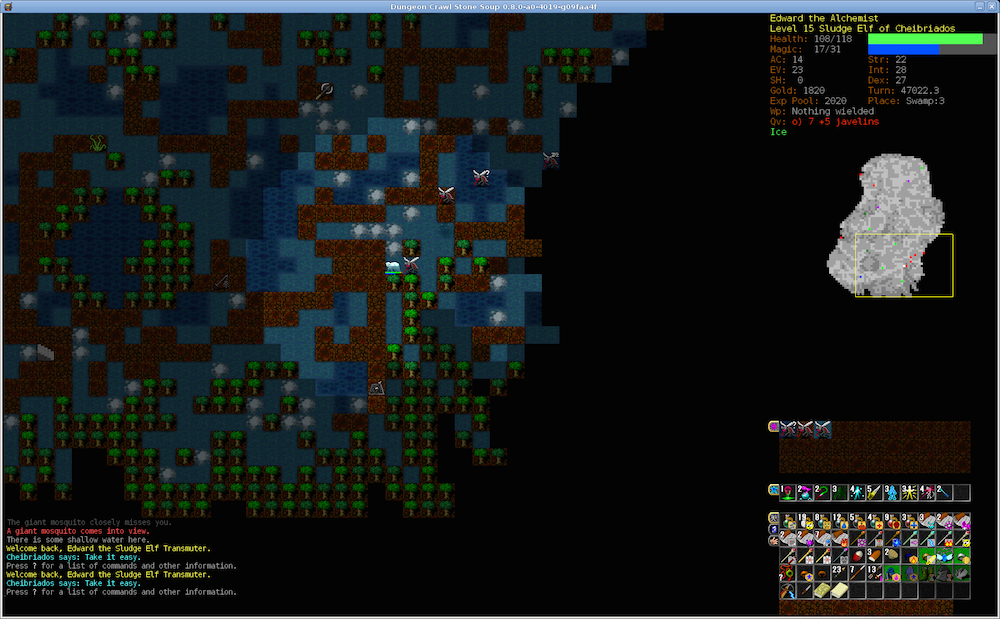 Dungeon Crawl Stone Soup 0.8.0-a0-4019-g09faa4f
Edward the Alchemist
Level 15 Sludge Elf of Cheibriados
Health: 108/118
Magic: 17/31
AC: 14 Str: 22
EV: 23 Int: 28
SH: 0 Dex: 27
Gold: 1820 Turn: 47022.3
Exp Pool: 2020 Place: Swamp:3
Wp: Nothing wielded
Qv: o) 7 +5 javelins
Ice
The giant mosquito closely misses you.
A giant mosquito comes into view.
There is some shallow water here.
Welcome back, Edward the Sludge Elf Transmuter.
Cheibriados says: Take it easy.
Press ? for a list of commands and other information.
Welcome back, Edward the Sludge Elf Transmuter.
Cheibriados says: Take it easy.
Press ? for a list of commands and other information.